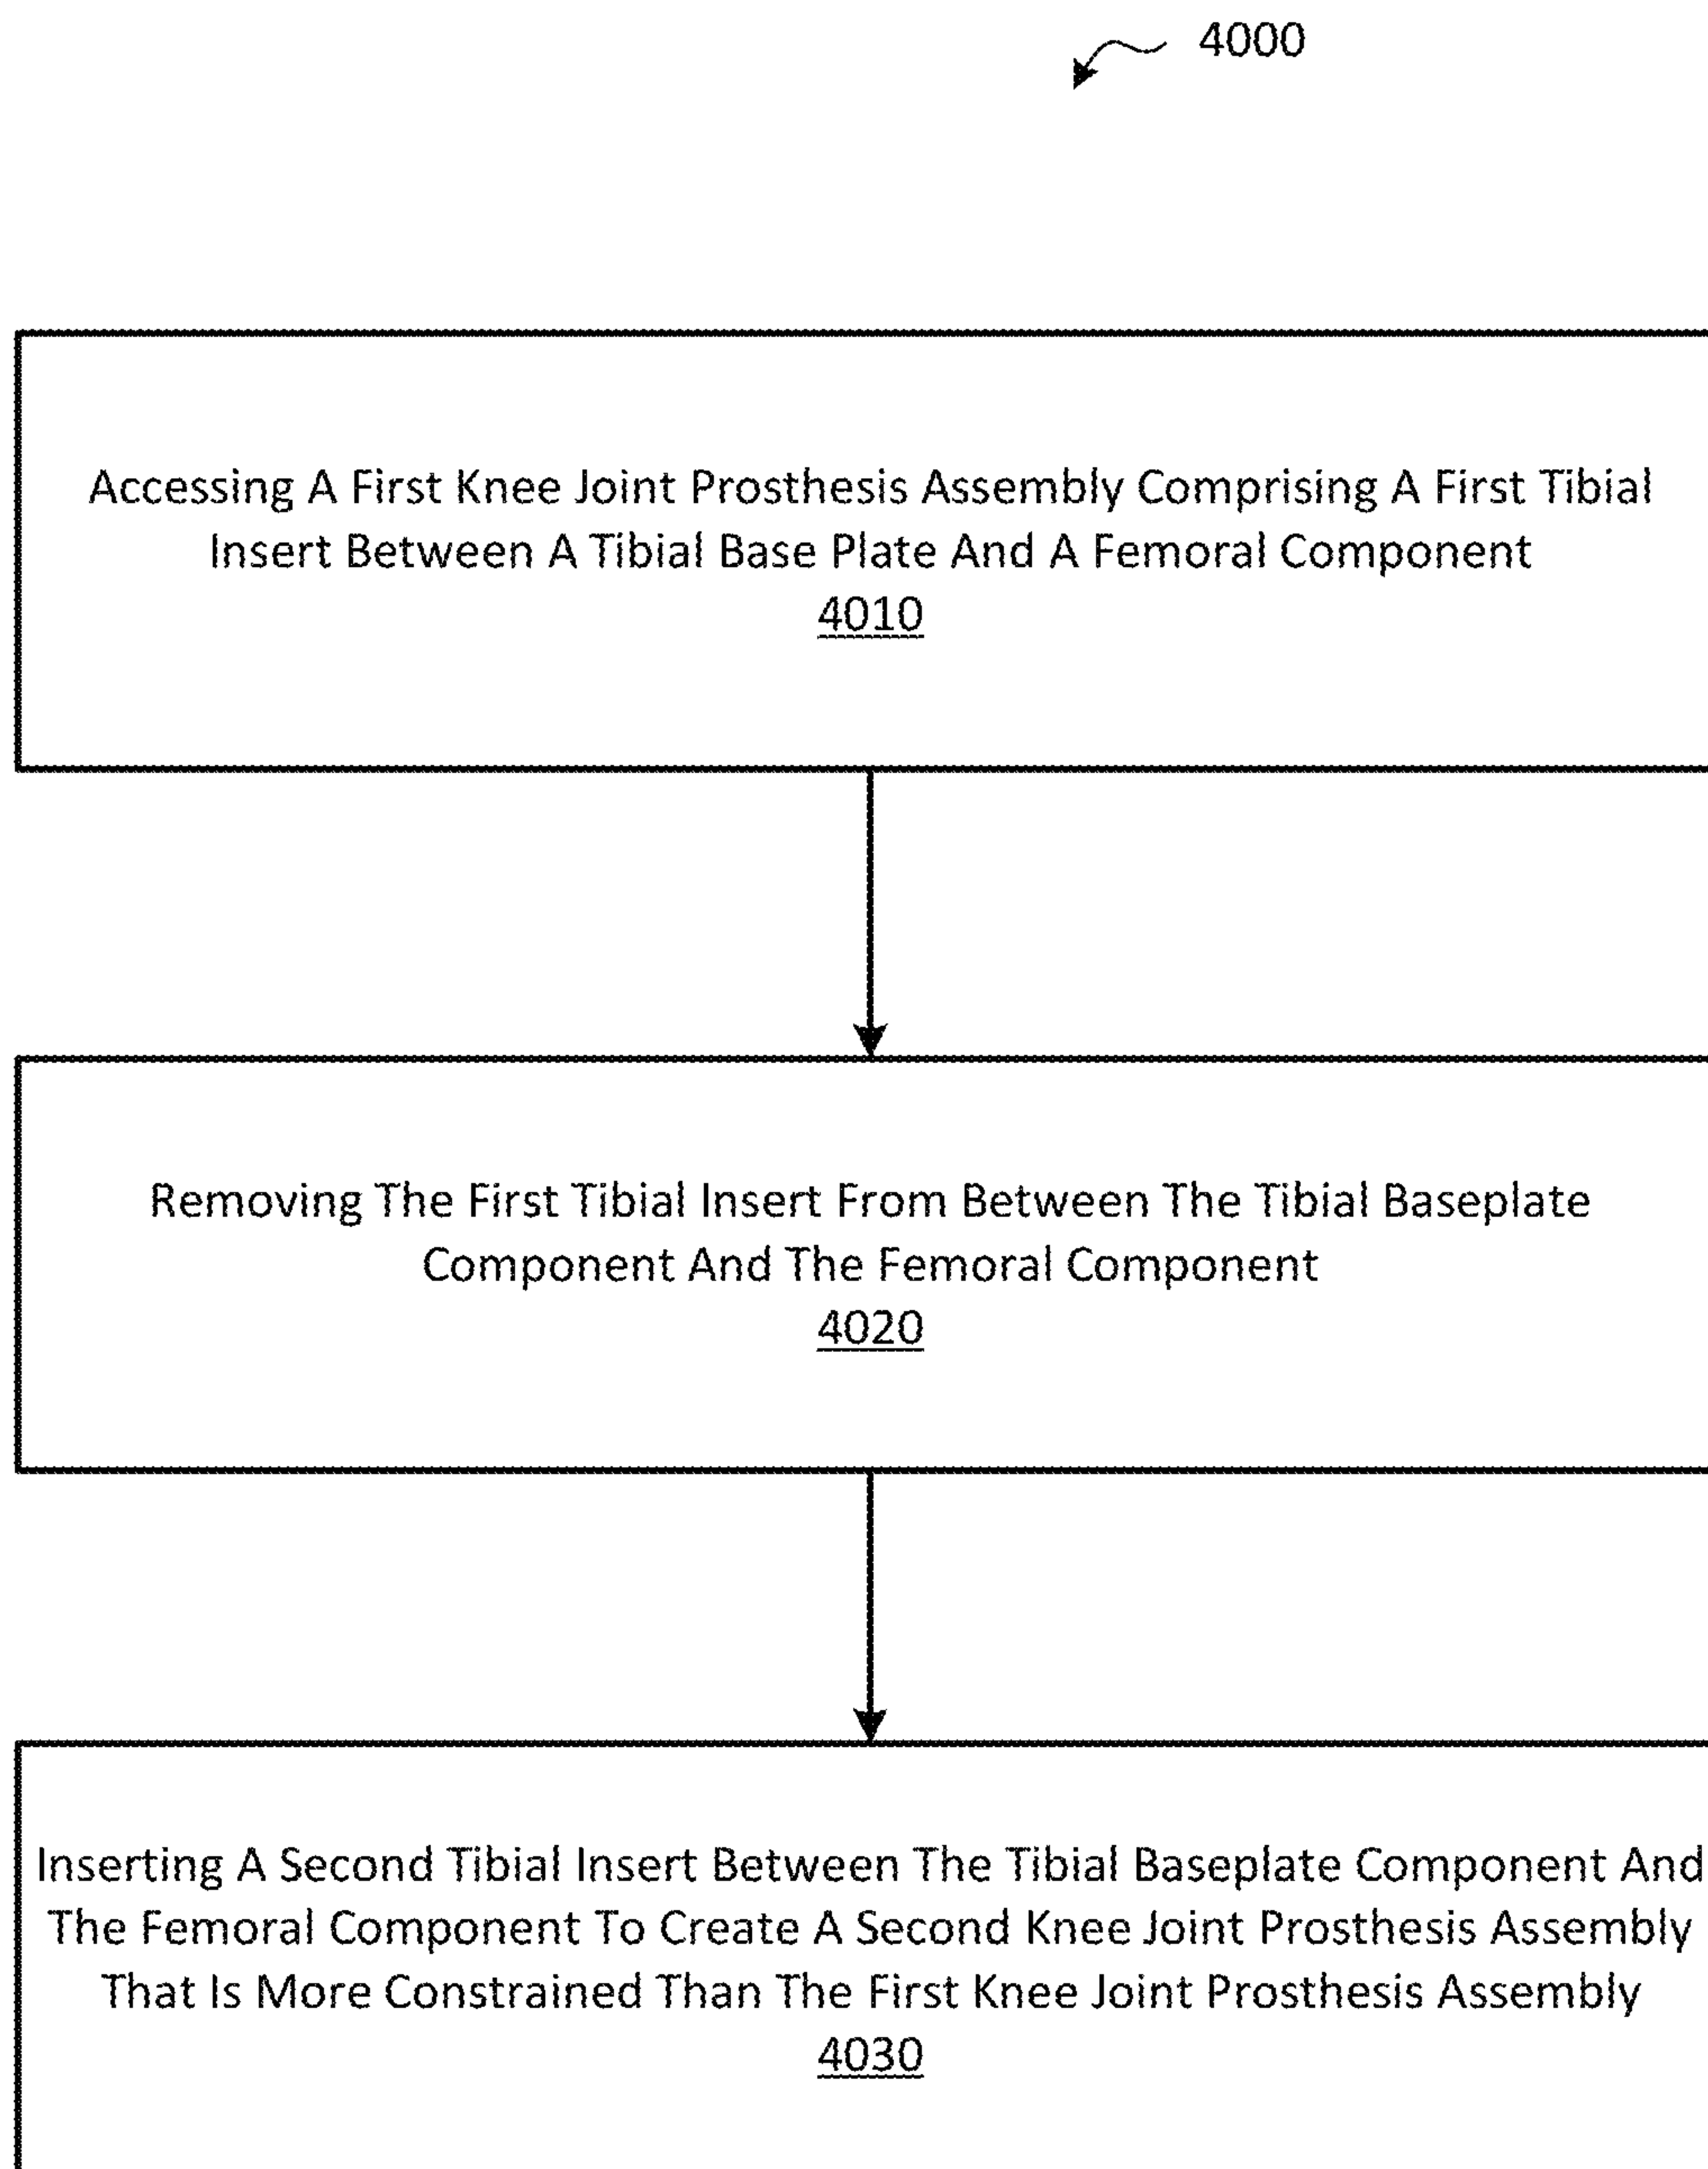 4000
Accessing A First Knee Joint Prosthesis Assembly Comprising A First Tibial
Insert Between A Tibial Base Plate And A Femoral Component
4010
Removing The First Tibial Insert From Between The Tibial Baseplate
Component And The Femoral Component
4020
Inserting A Second Tibial Insert Between The Tibial Baseplate Component And
The Femoral Component To Create A Second Knee Joint Prosthesis Assembly
That Is More Constrained Than The First Knee Joint Prosthesis Assembly
4030